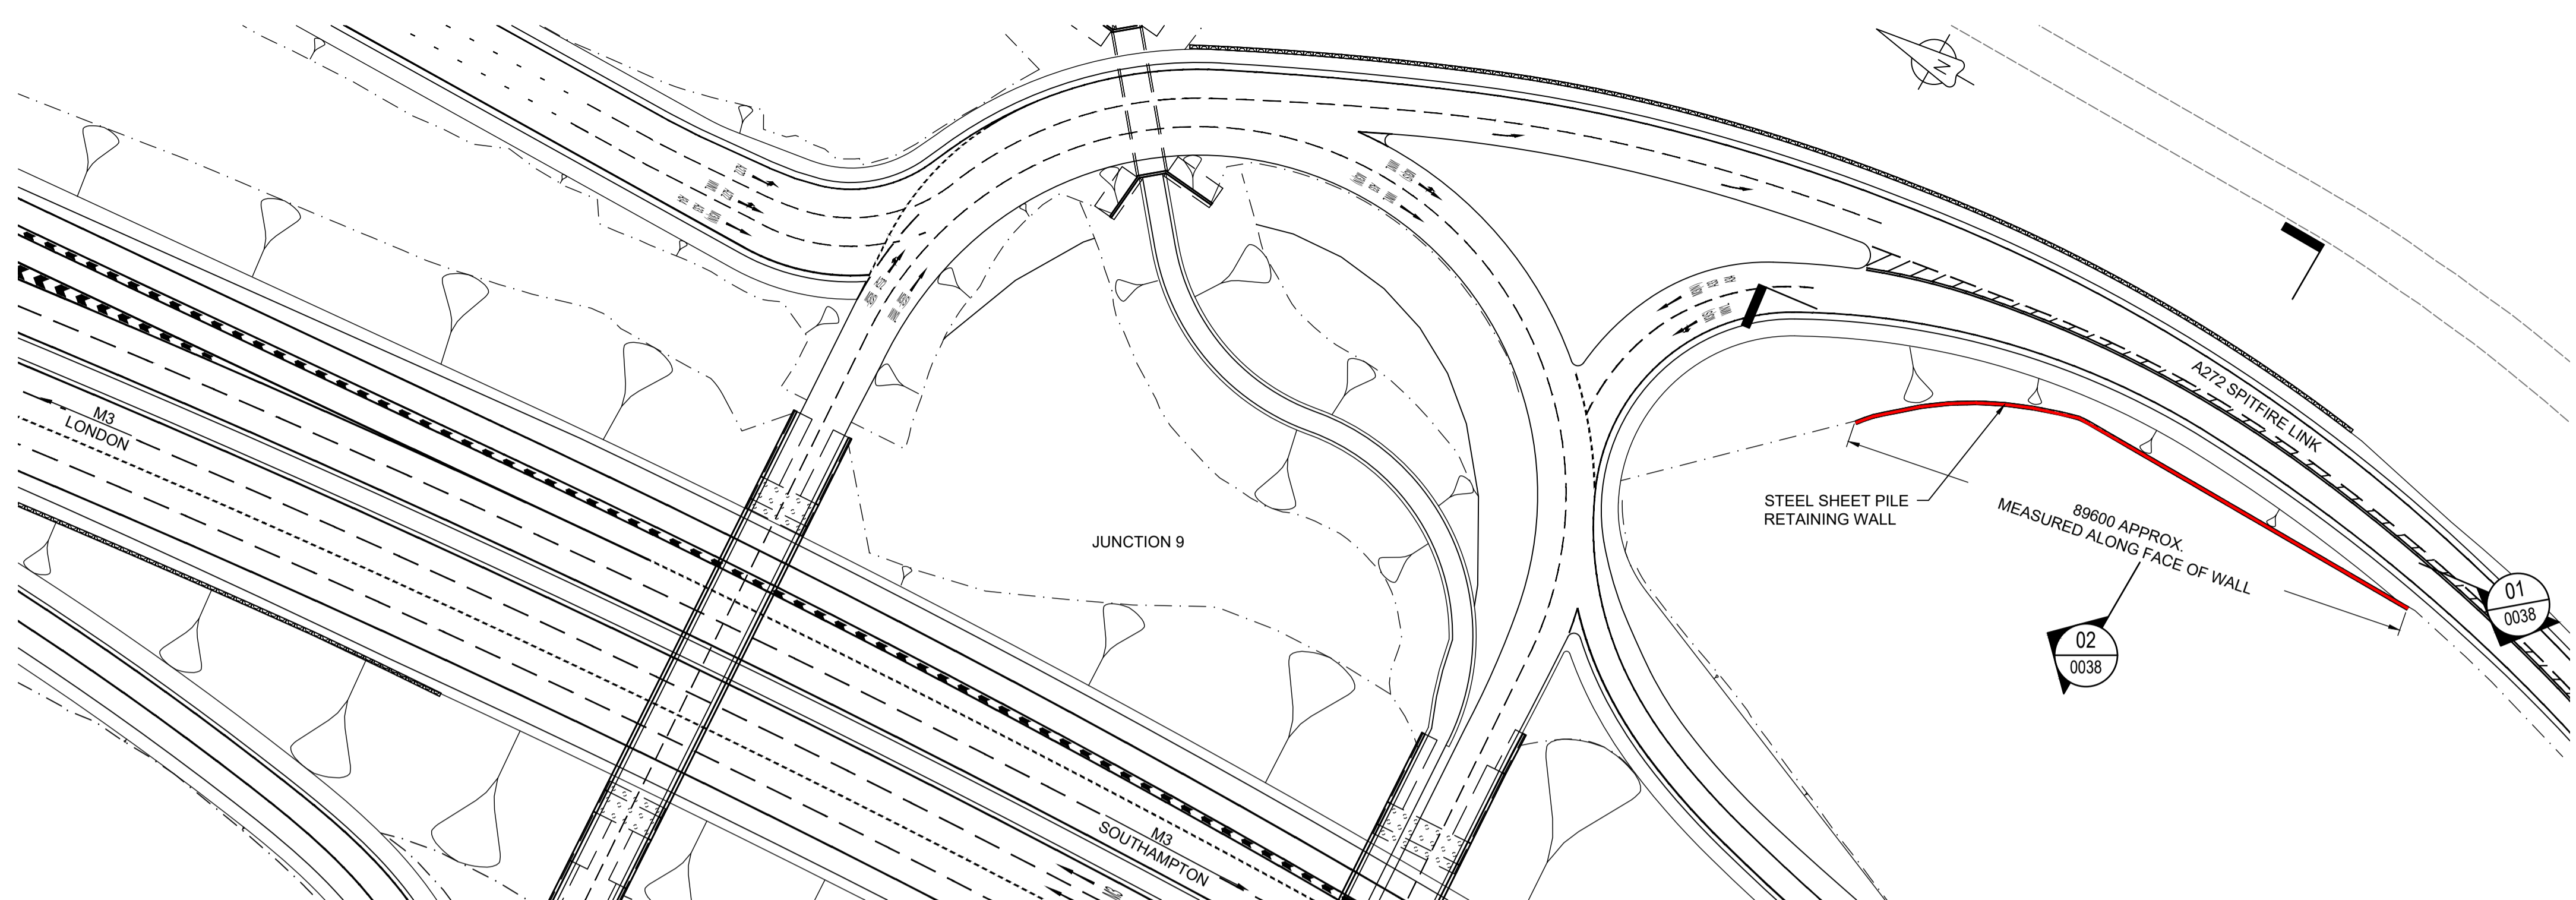 N
M3
LONDON
A272 SPITFIRE LINK
STEEL SHEET PILE
RETAINING WALL
89600 APPROX.
MEASURED ALONG FACE OF WALL
JUNCTION 9
01
0038
02
0038
M3
SOUTHAMPTON